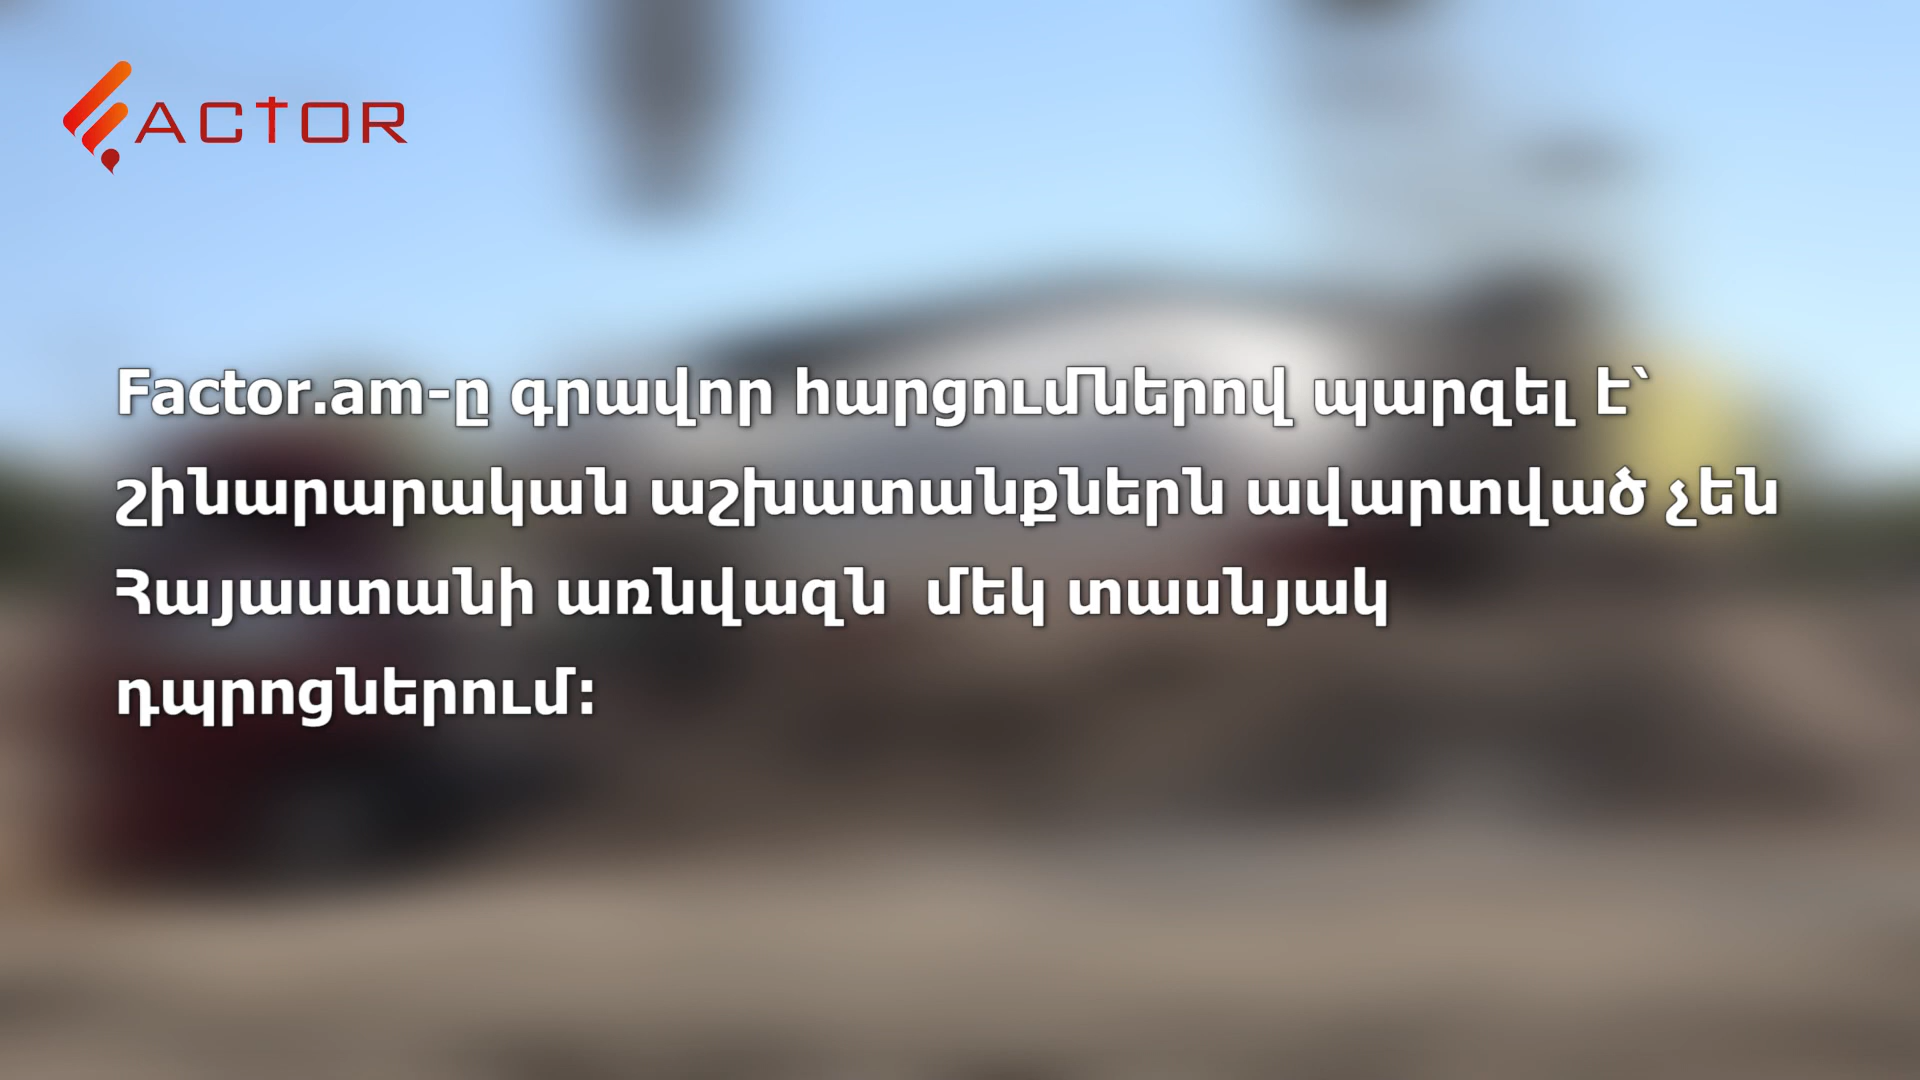 FACTOR
Factor.am-ը գրավոր հարցումներով պարզել է՝
շինարարական աշխատանքներն ավարտված չեն
Հայաստանի առնվազն մեկ տասնյակ
դպրոցներում: